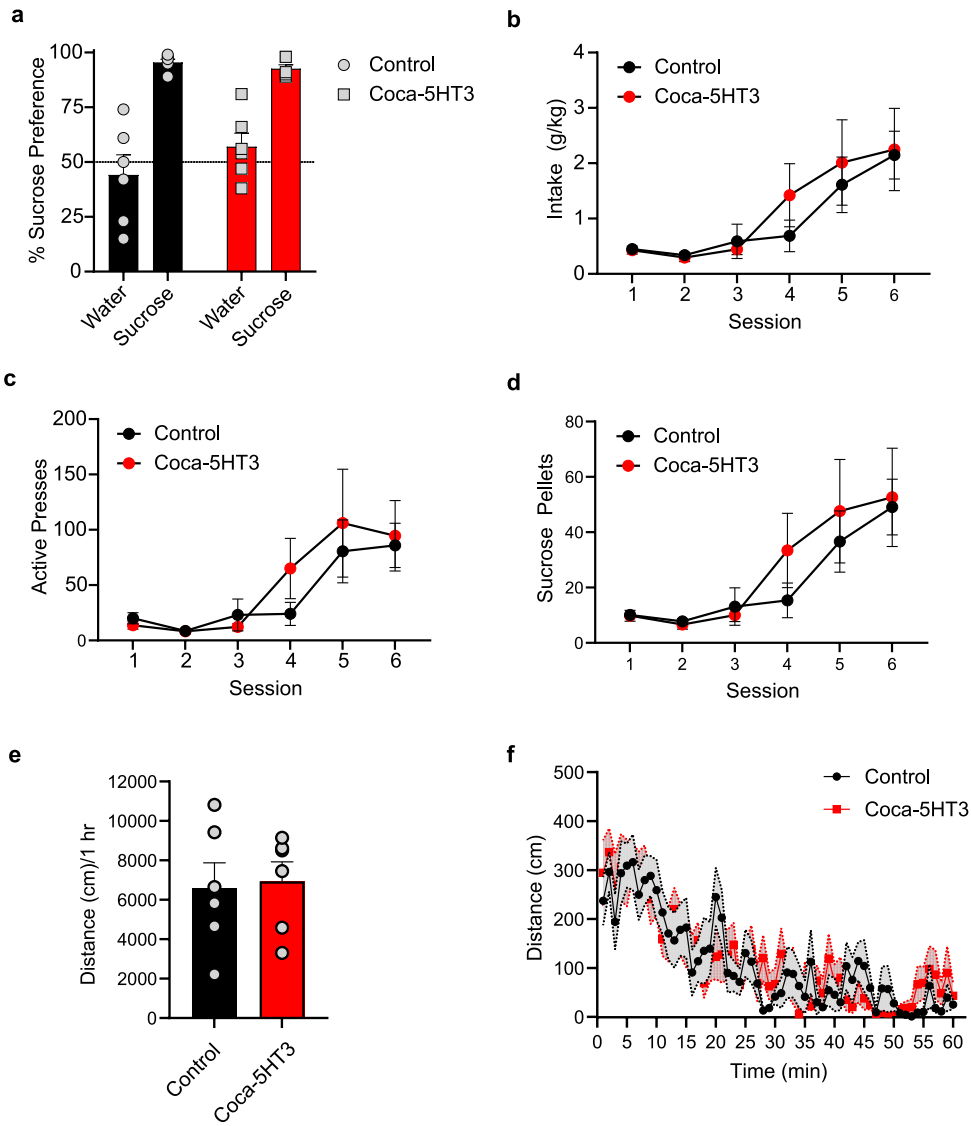 a
% Sucrose Preference
100
75
50
25
0
Water
Sucrose
Water
Sucrose
Control
Coca-5HT3
b
Intake (g/kg)
4
3
2
1
0
1 2 3 4 5 6
Session
Control
Coca-5HT3
c
Active Presses
200
150
100
50
0
1 2 3 4 5 6
Session
Control
Coca-5HT3
d
Sucrose Pellets
80
60
40
20
0
1 2 3 4 5 6
Session
Control
Coca-5HT3
e
Distance (cm)/1 hr
12000
10000
8000
6000
4000
2000
0
Control
Coca-5HT3
f
Distance (cm)
500
400
300
200
100
0
0 5 10 15 20 25 30 35 40 45 50 55 60
Time (min)
Control
Coca-5HT3